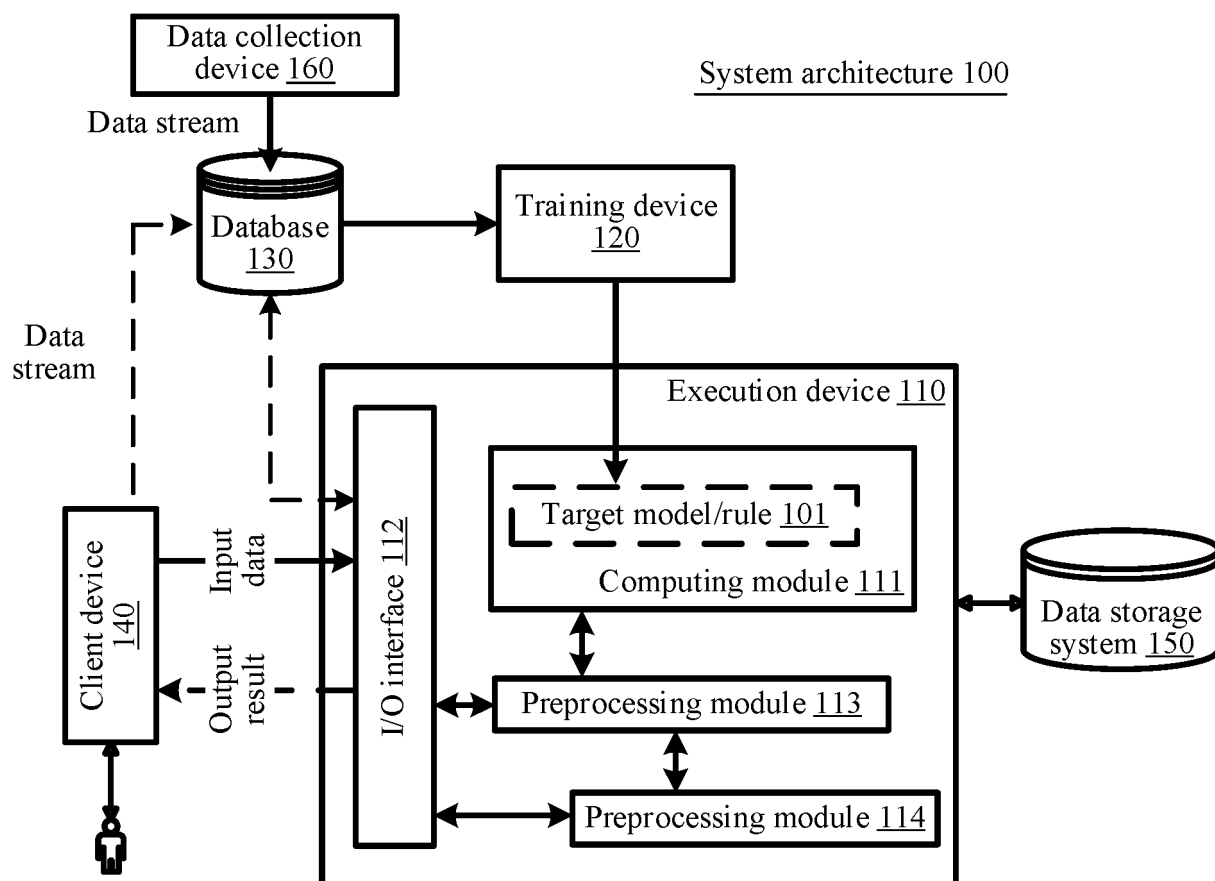 Data collection
device 160
System architecture 100
Data stream
Training device
120
Database
130
Data
stream
Execution device 110
Target model/rule 101
Computing module 111
Input
data
I/O interface 112
Client device
140
Output
result
Data storage
system 150
Preprocessing module 113
Preprocessing module 114